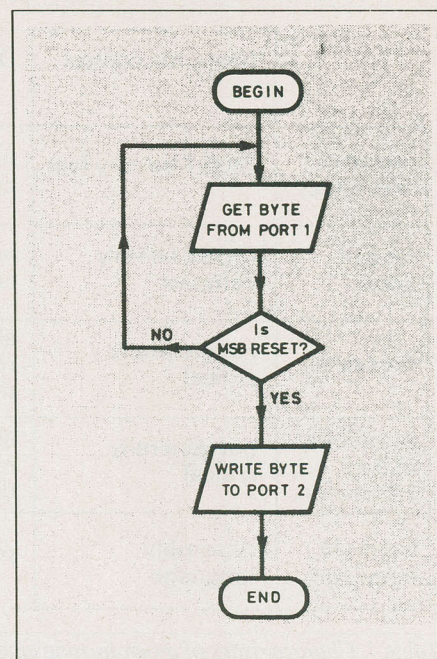 BEGIN
GET BYTE
FROM PORT 1
Is
MSB RESET?
NO
YES
WRITE BYTE
TO PORT 2
END